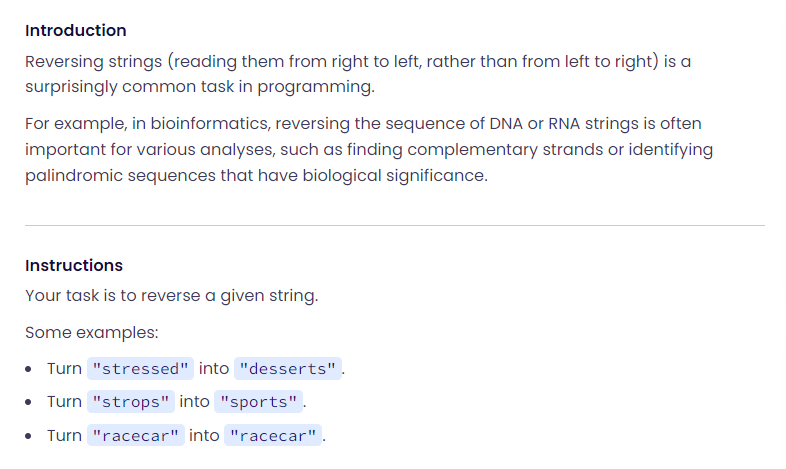 Introduction
Reversing strings (reading them from right to left, rather than from left to right) is a
surprisingly common task in programming.
For example, in bioinformatics, reversing the sequence of DNA or RNA strings is often
important for various analyses, such as finding complementary strands or identifying
palindromic sequences that have biological significance.
Instructions
Your task is to reverse a given string.
Some examples:
• Turn "stressed" into "desserts".
• Turn "strops" into "sports".
• Turn "racecar" into "racecar".